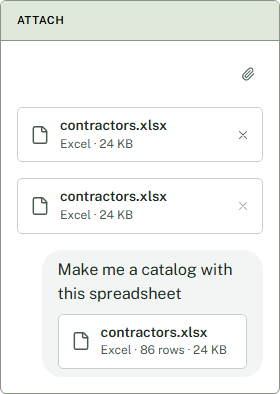 ATTACH
contractors.xlsx
Excel · 24 KB
contractors.xlsx
Excel · 24 KB
Make me a catalog with
this spreadsheet
contractors.xlsx
Excel · 86 rows · 24 KB